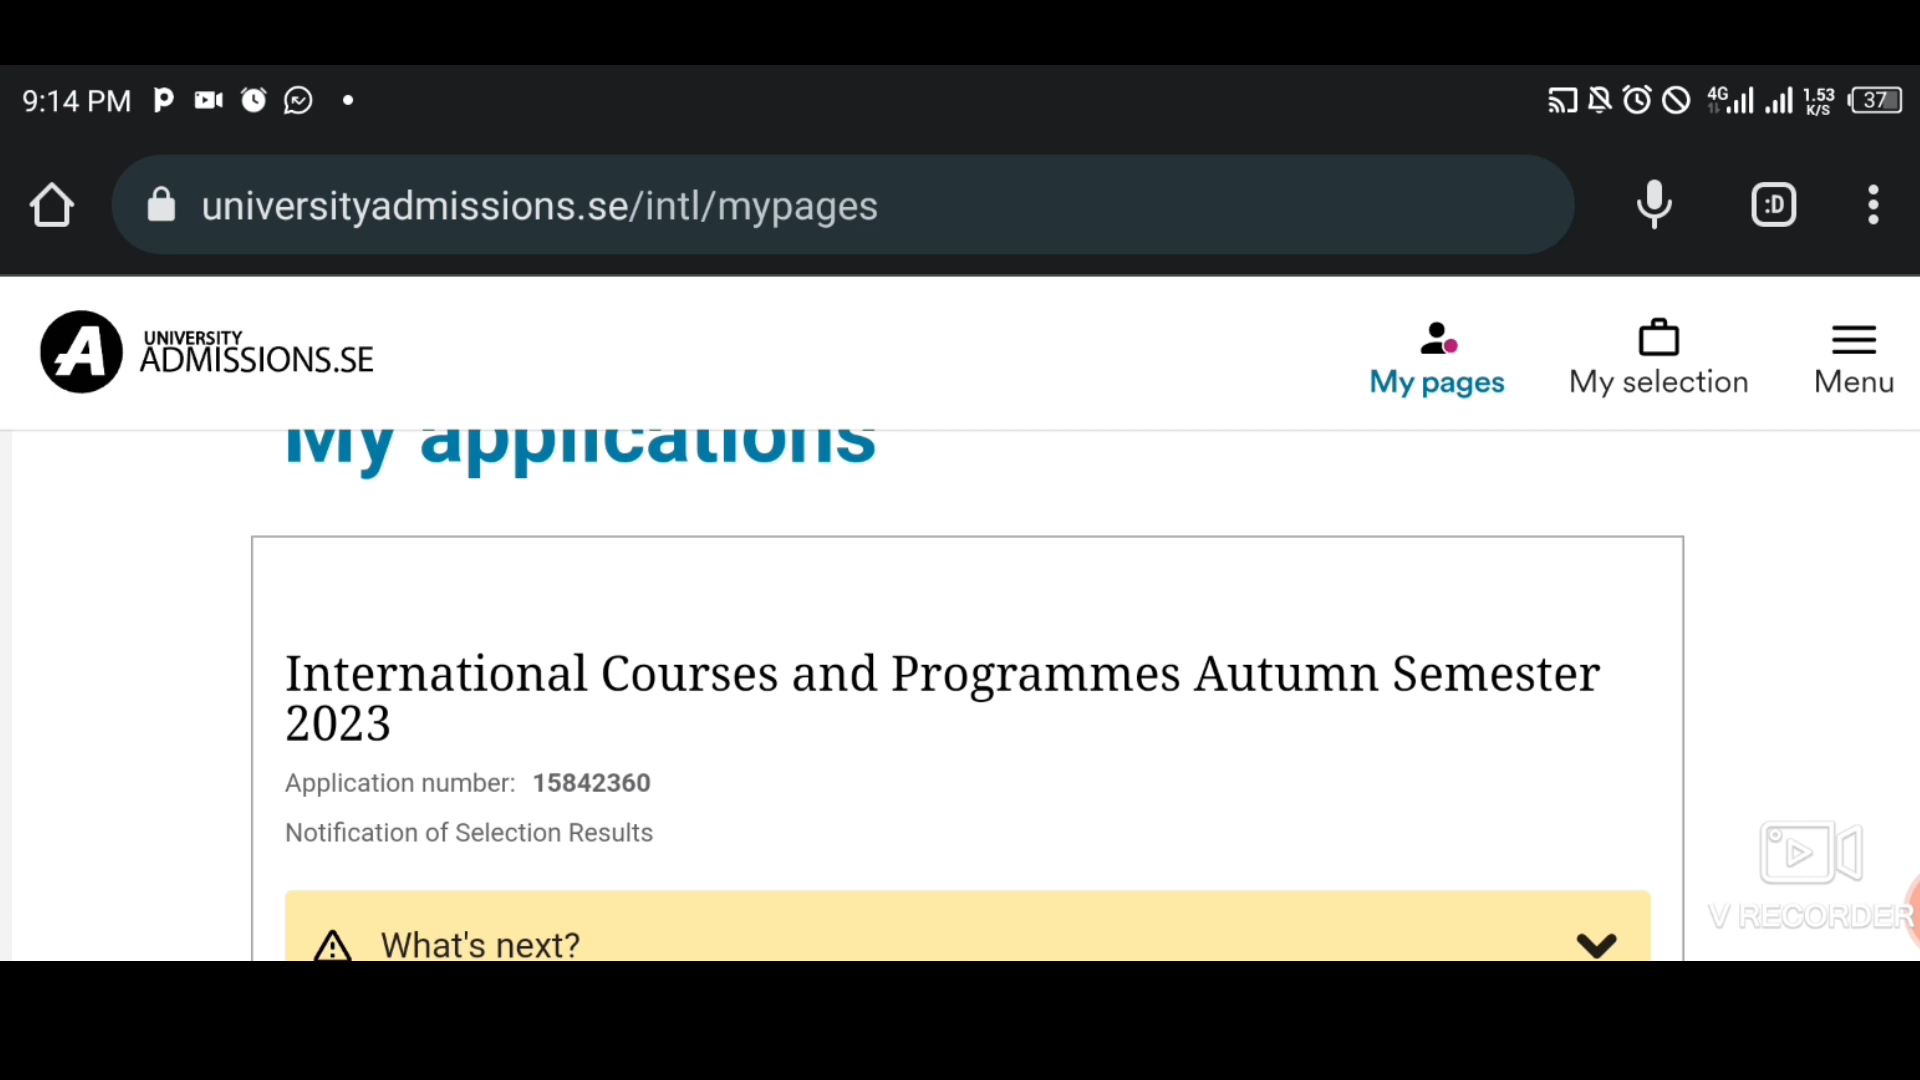 9:14 PM
4G
1.53
K/S
37
universityadmissions.se/intl/mypages
:D
A UNIVERSITY
ADMISSIONS.SE
My pages
My selection
Menu
My applications
International Courses and Programmes Autumn Semester
2023
Application number: 15842360
Notification of Selection Results
What's next?
V RECORDER